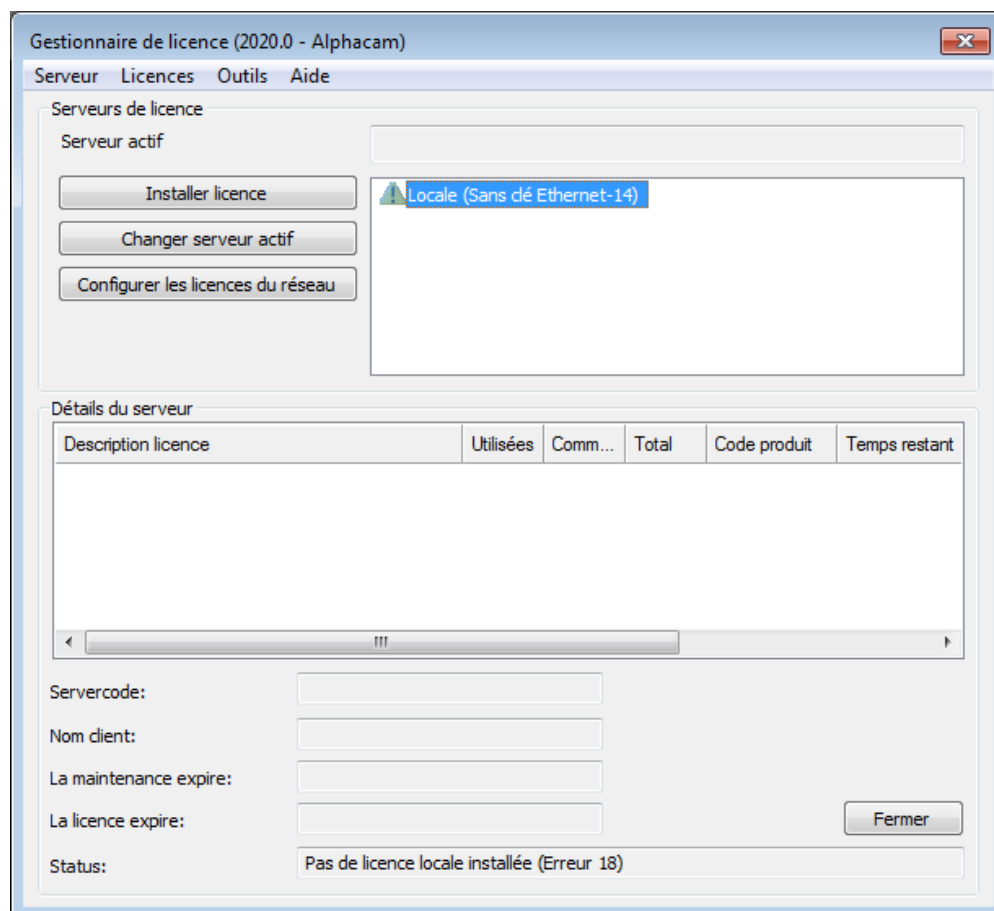 Gestionnaire de licence (2020.0 - Alphacam)
Serveur Licences Outils Aide
Serveurs de licence
Serveur actif
Installer licence
Locale (Sans clé Ethernet-14)
Changer serveur actif
Configurer les licences du réseau
Détails du serveur
Description licence Utilisées Comm... Total Code produit Temps restant
Servercode:
Nom client:
La maintenance expire:
La licence expire:
Fermer
Status: Pas de licence locale installée (Erreur 18)